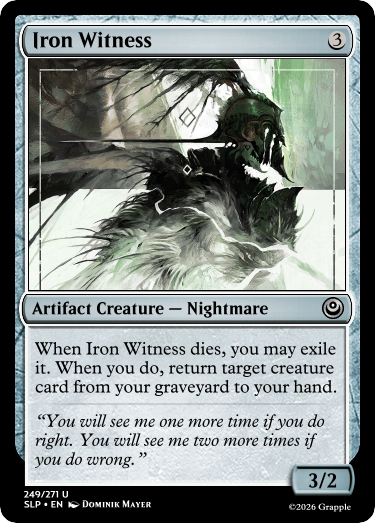 Iron Witness
3
Artifact Creature — Nightmare
When Iron Witness dies, you may exile
it. When you do, return target creature
card from your graveyard to your hand.
“You will see me one more time if you do
right. You will see me two more times if
you do wrong.”
3/2
249/271 U
SLP • EN DOMINIK MAYER
©2026 Grapple